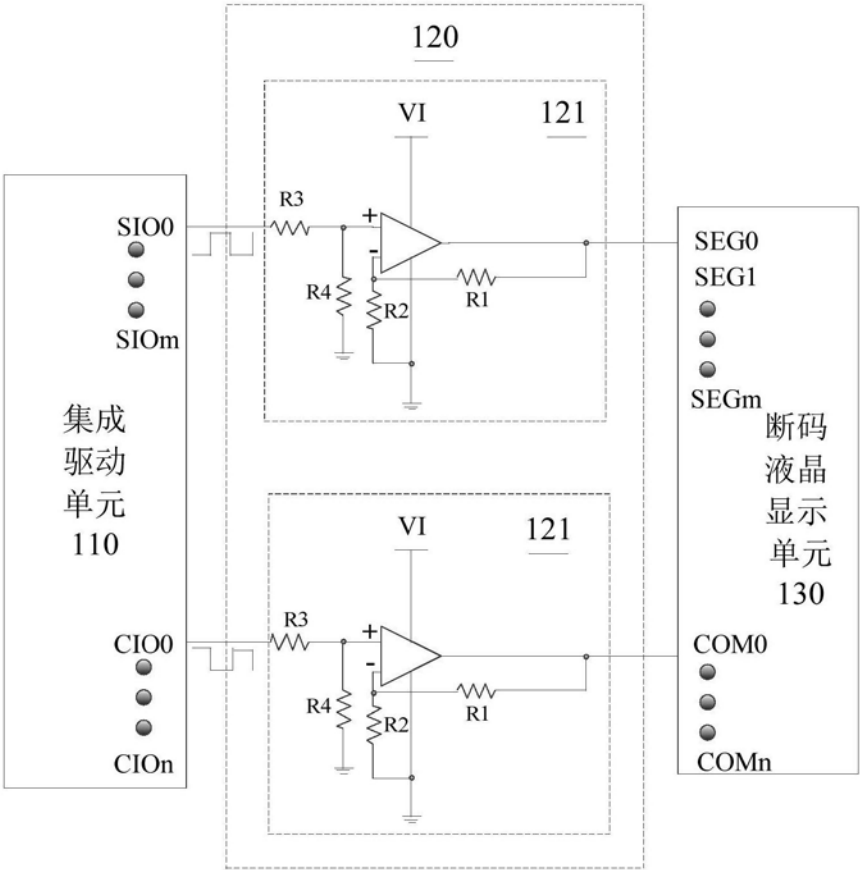 120
VI
121
R3
+
-
R4
R2
R1
SIO0
SIOm
集成
驱动
单元
110
CIO0
CIOn
VI
121
R3
+
-
R4
R2
R1
SEG0
SEG1
SEGm
断码
液晶
显示
单元
130
COM0
COMn